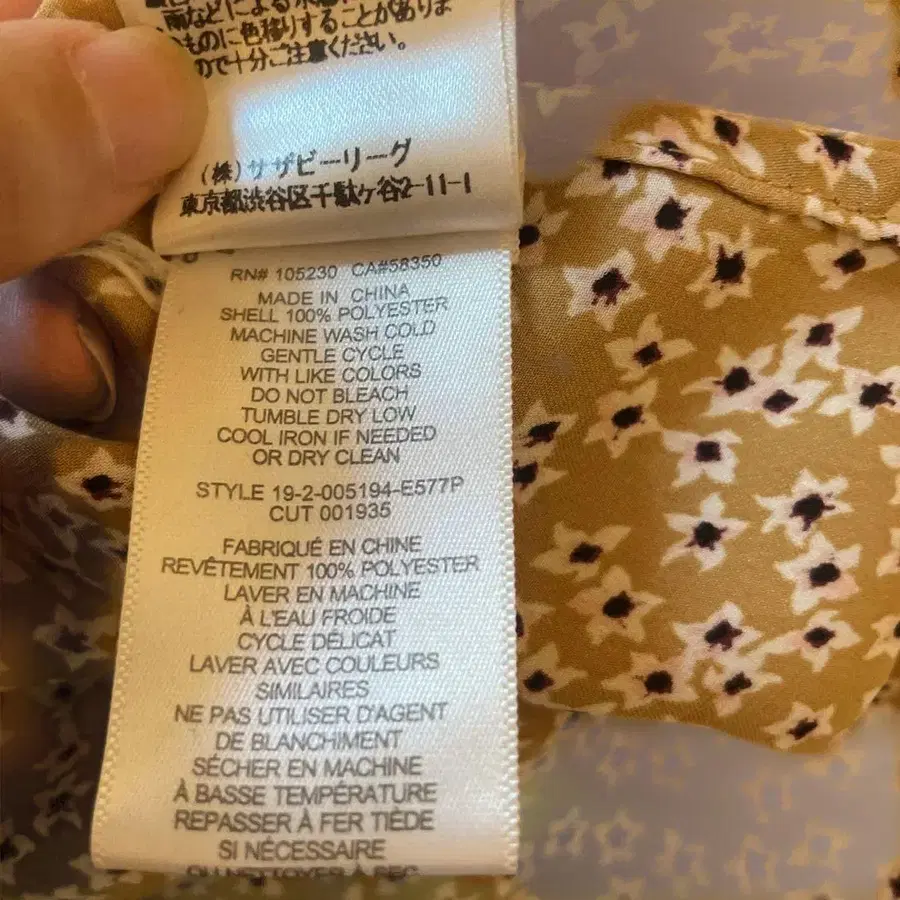 雨などによる
ものに色移りすることがありま
ので十分ご注意ください。
(株)サザビーリーグ
東京都渋谷区千駄ヶ谷2-11-1
RN# 105230 CA#58350
MADE IN CHINA
SHELL 100% POLYESTER
MACHINE WASH COLD
GENTLE CYCLE
WITH LIKE COLORS
DO NOT BLEACH
TUMBLE DRY LOW
COOL IRON IF NEEDED
OR DRY CLEAN
STYLE 19-2-005194-E577P
CUT 001935
FABRIQUÉ EN CHINE
REVÊTEMENT 100% POLYESTER
LAVER EN MACHINE
À L'EAU FROIDE
CYCLE DÉLICAT
LAVER AVEC COULEURS
SIMILAIRES
NE PAS UTILISER D'AGENT
DE BLANCHIMENT
SÉCHER EN MACHINE
À BASSE TEMPÉRATURE
REPASSER À FER TIÈDE
SI NÉCESSAIRE
OU NETTOYER À SEC